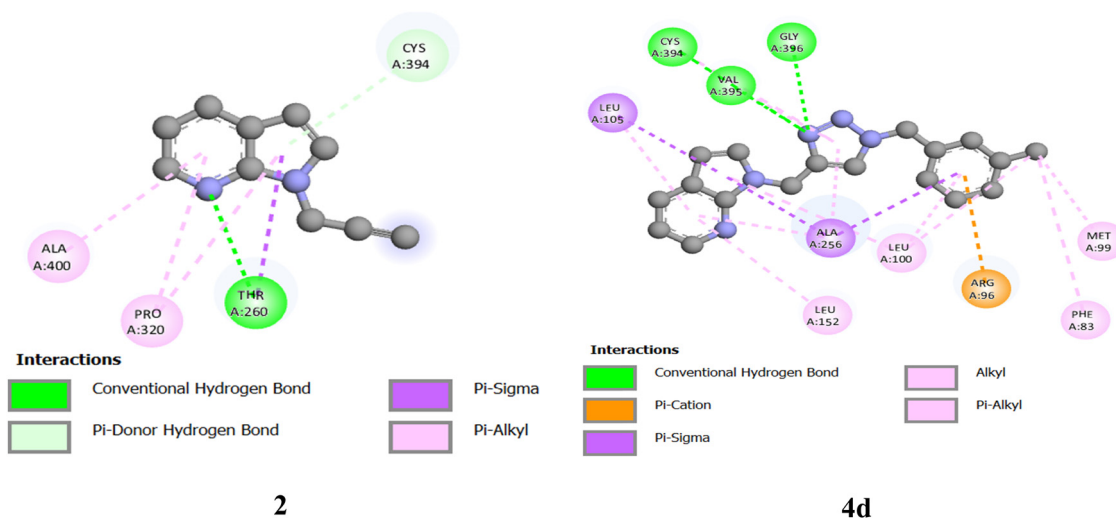 CYS
A:394
ALA
A:400
PRO
A:320
THR
A:260
Interactions
Conventional Hydrogen Bond
Pi-Donor Hydrogen Bond
Pi-Sigma
Pi-Alkyl
2
CYS
A:394
GLY
A:396
VAL
A:395
LEU
A:105
ALA
A:256
LEU
A:100
MET
A:99
ARG
A:96
LEU
A:152
PHE
A:83
Interactions
Conventional Hydrogen Bond
Pi-Cation
Pi-Sigma
Alkyl
Pi-Alkyl
4d